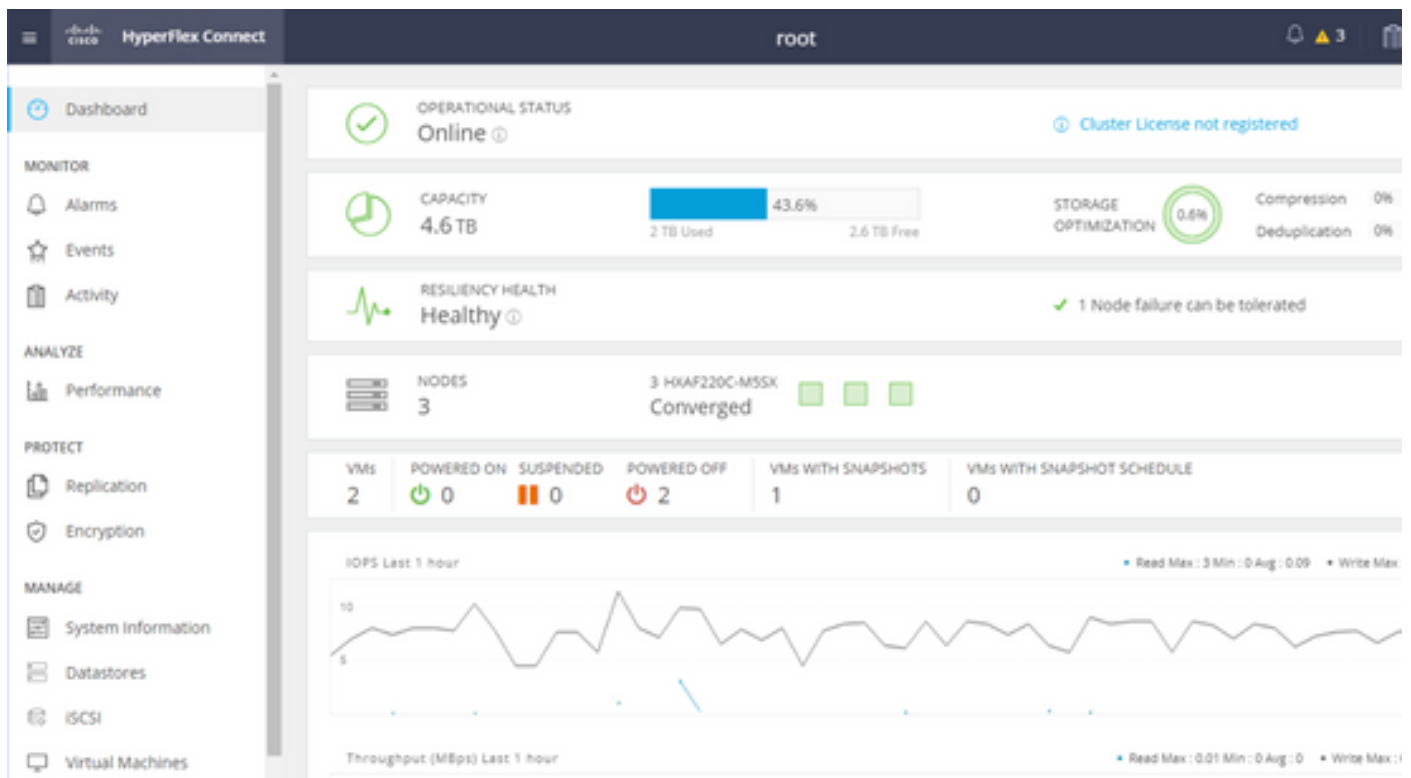 CISCO HyperFlex Connect
root
3
Dashboard
MONITOR
Alarms
Events
Activity
ANALYZE
Performance
PROTECT
Replication
Encryption
MANAGE
System Information
Datastores
iSCSI
Virtual Machines
OPERATIONAL STATUS
Online
Cluster License not registered
CAPACITY
4.6 TB
43.6%
2 TB Used 2.6 TB Free
STORAGE
OPTIMIZATION
0.6%
Compression 0%
Deduplication 0%
RESILIENCY HEALTH
Healthy
1 Node failure can be tolerated
NODES
3
3 HXAF220C-M5SX
Converged
VMs
2
POWERED ON
0
SUSPENDED
0
POWERED OFF
2
VMs WITH SNAPSHOTS
1
VMs WITH SNAPSHOT SCHEDULE
0
IOPS Last 1 hour
Read Max : 3 Min : 0 Avg : 0.09 Write Max
10
5
Throughput (MBps) Last 1 hour
Read Max : 0.01 Min : 0 Avg : 0 Write Max :